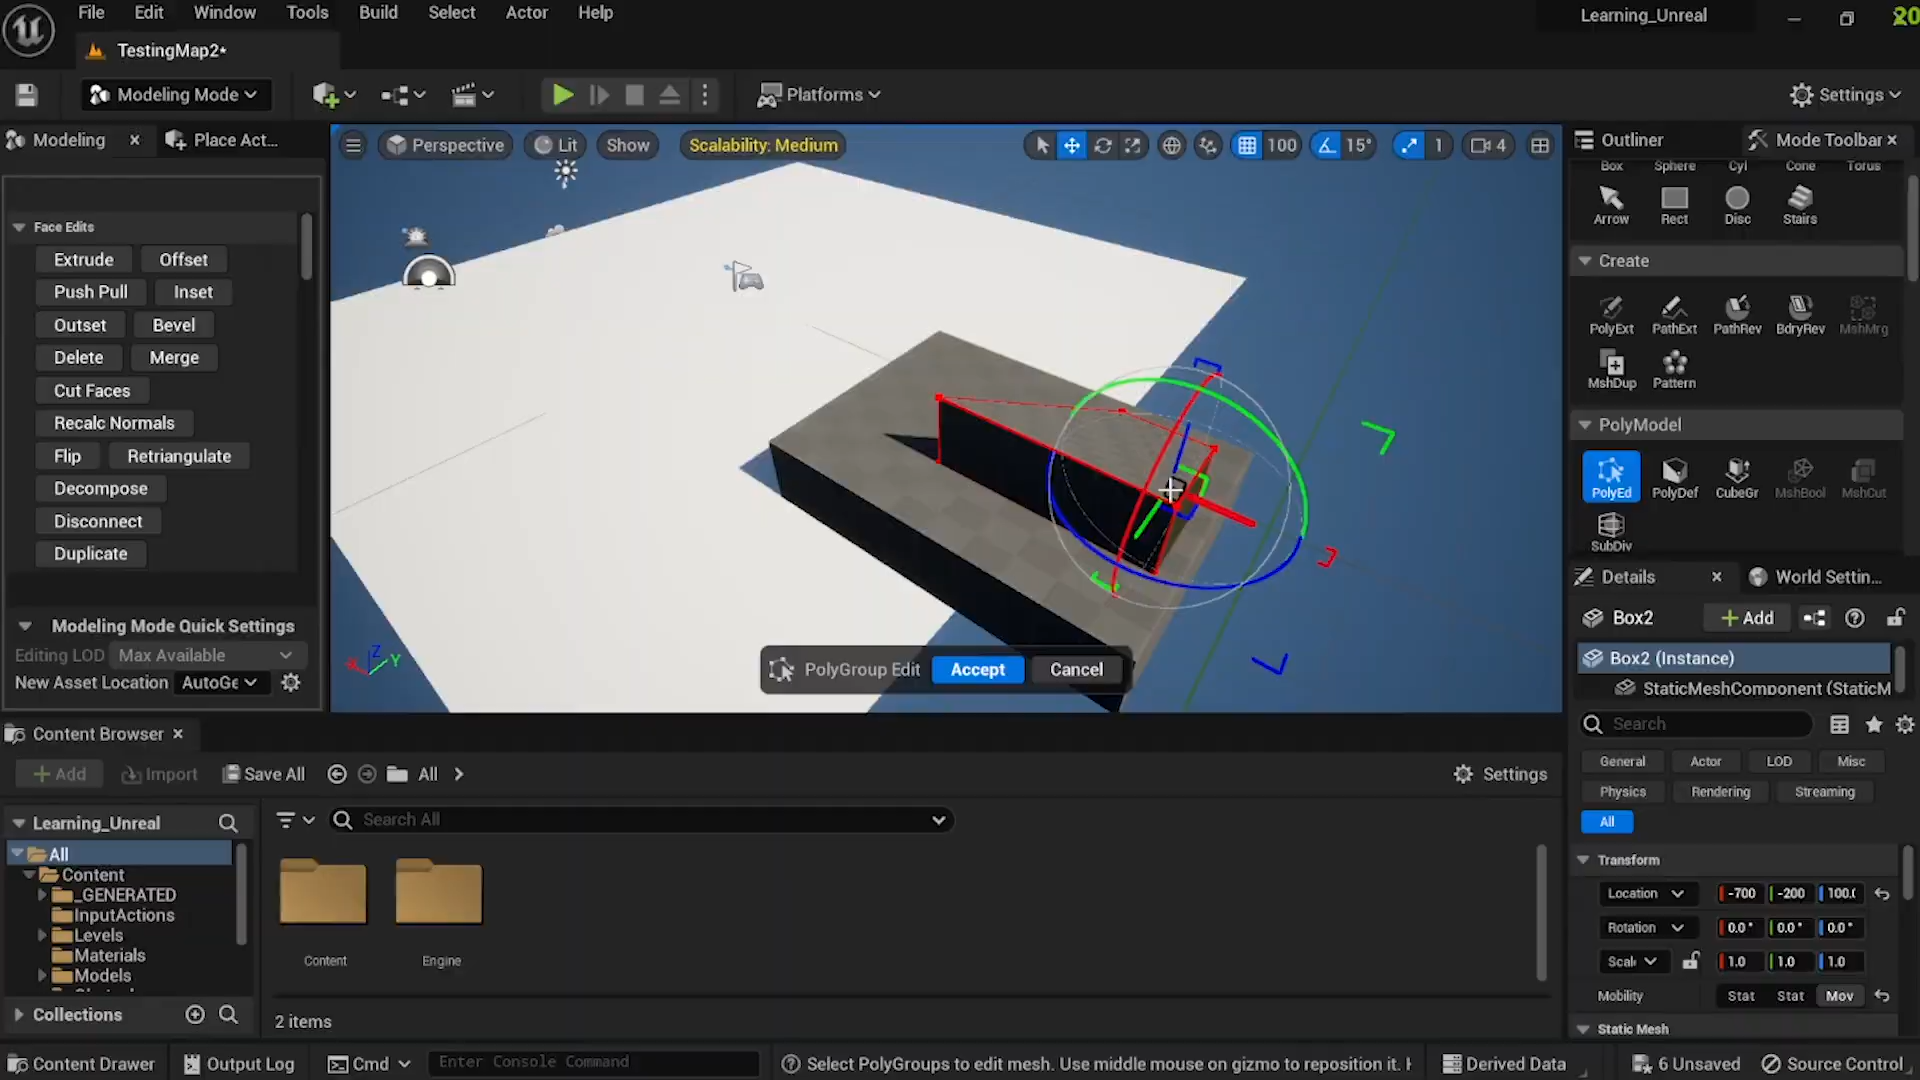 File Edit Window Tools Build Select Actor Help
Learning_Unreal
20
TestingMap2•
Modeling Mode
Platforms
Settings
Modeling
Place Act...
Perspective
Lit
Show
Scalability: Medium
100
15°
1
4
Outliner
Mode Toolbar
Box Sphere Cyl Cone Torus
Arrow Rect Disc Stairs
Create
PolyExt PathExt PathRev BdryRev MshMrg
MshDup Pattern
PolyModel
PolyEd PolyDef CubeGr MshBool MshCut
SubDiv
Face Edits
Extrude Offset
Push Pull Inset
Outset Bevel
Delete Merge
Cut Faces
Recalc Normals
Flip Retriangulate
Decompose
Disconnect
Duplicate
Modeling Mode Quick Settings
Editing LOD Max Available
New Asset Location AutoGe
X Z Y
PolyGroup Edit Accept Cancel
Details
World Settin...
Box2
+ Add
Box2 (Instance)
StaticMeshComponent (StaticM
Search
General Actor LOD Misc
Physics Rendering Streaming
All
Transform
Location -700 -200 100.(
Rotation 0.0° 0.0° 0.0°
Scal 1.0 1.0 1.0
Mobility Stat Stat Mov
Static Mesh
Content Browser
+ Add Import Save All All
Settings
Learning_Unreal
Search All
All
Content
_GENERATED
InputActions
Levels
Materials
Models
Content Engine
Collections
2 items
Content Drawer Output Log Cmd Enter Console Command
Select PolyGroups to edit mesh. Use middle mouse on gizmo to reposition it.
Derived Data 6 Unsaved Source Control